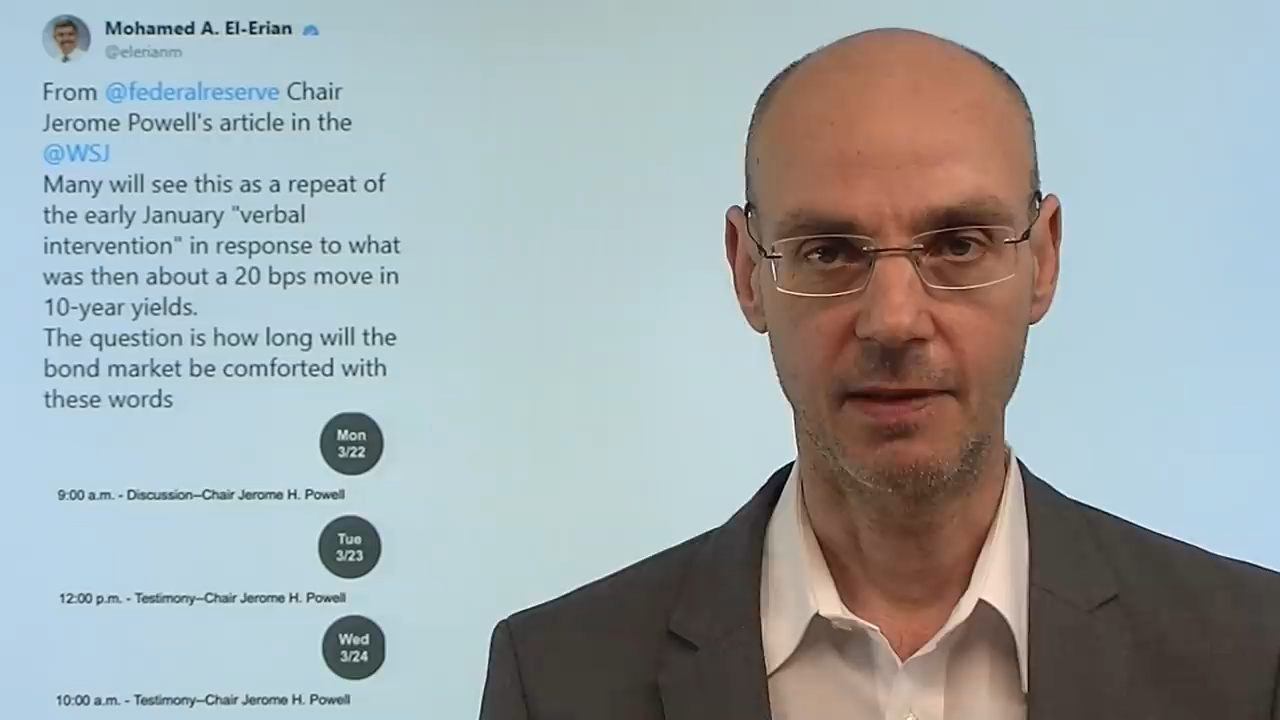 Mohamed A. El-Erian
@elerianm
From @federalreserve Chair
Jerome Powell's article in the
@WSJ
Many will see this as a repeat of
the early January "verbal
intervention" in response to what
was then about a 20 bps move in
10-year yields.
The question is how long will the
bond market be comforted with
these words
Mon
3/22
9:00 a.m. - Discussion--Chair Jerome H. Powell
Tue
3/23
12:00 p.m. - Testimony--Chair Jerome H. Powell
Wed
3/24
10:00 a.m. - Testimony--Chair Jerome H. Powell